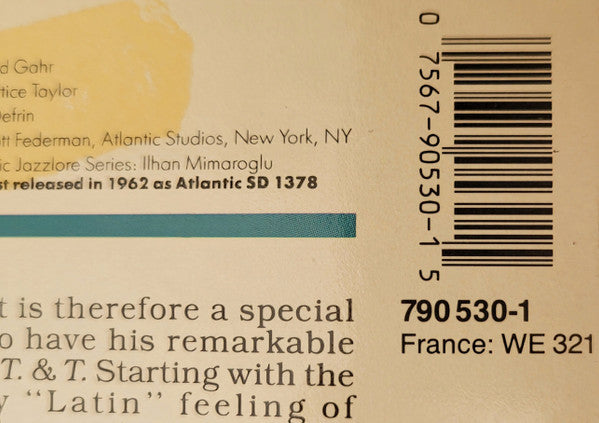 d Gahr
tice Taylor
Defrin
tt Federman, Atlantic Studios, New York, NY
ic Jazzlore Series: Ilhan Mimaroglu
st released in 1962 as Atlantic SD 1378
t is therefore a special
o have his remarkable
T. & T. Starting with the
y “Latin” feeling of
0 7567-90530-1 5
790 530-1
France: WE 321